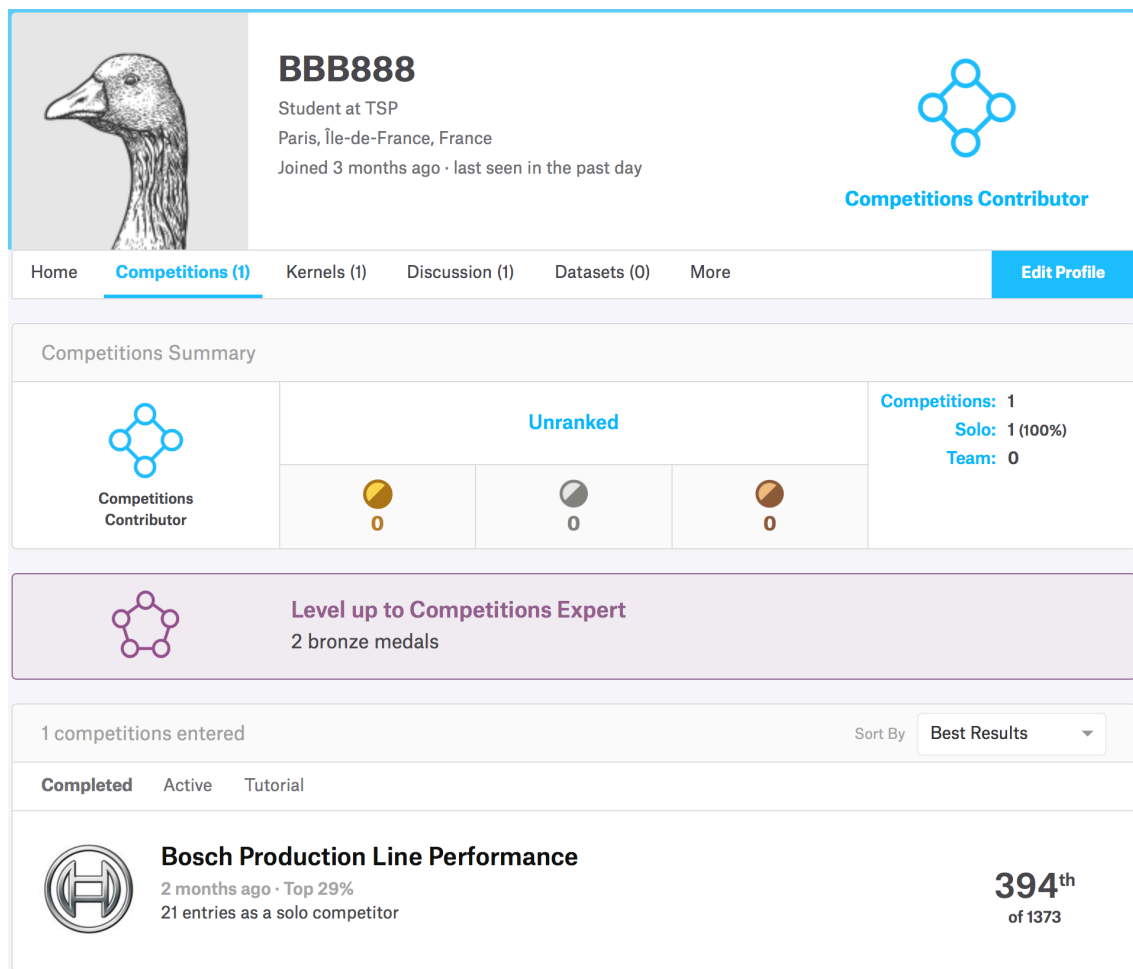 BBB888
Student at TSP
Paris, Île-de-France, France
Joined 3 months ago · last seen in the past day
Competitions Contributor
Home Competitions (1) Kernels (1) Discussion (1) Datasets (0) More Edit Profile
Competitions Summary
Competitions
Contributor
Unranked
0 0 0
Competitions: 1
Solo: 1 (100%)
Team: 0
Level up to Competitions Expert
2 bronze medals
1 competitions entered
Sort By Best Results
Completed Active Tutorial
Bosch Production Line Performance
2 months ago · Top 29%
21 entries as a solo competitor
394th
of 1373